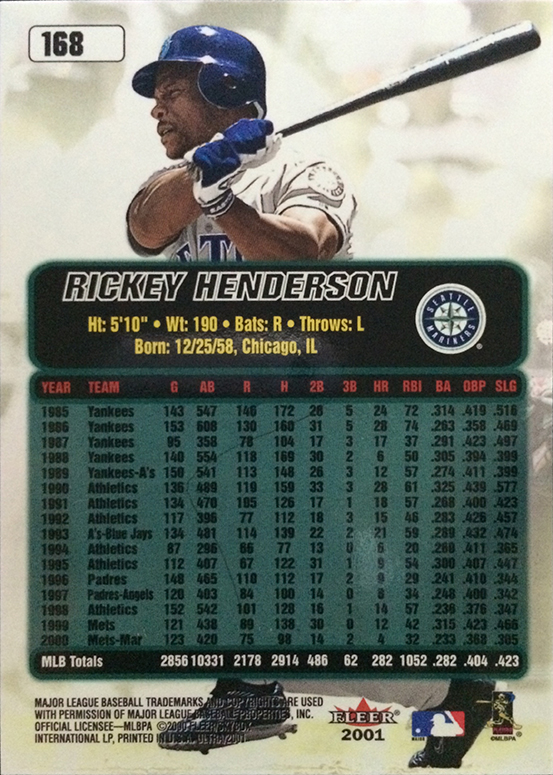 168
RICKEY HENDERSON
Ht: 5'10" • Wt: 190 • Bats: R • Throws: L
Born: 12/25/58, Chicago, IL
SEATTLE
MARINERS
YEAR TEAM G AB R H 2B 3B HR RBI BA OBP SLG
1985 Yankees 143 547 146 172 28 5 24 72 .314 .419 .516
1986 Yankees 153 608 130 160 31 5 28 74 .263 .358 .469
1987 Yankees 95 358 78 104 17 3 17 37 .291 .423 .497
1988 Yankees 140 554 118 169 30 2 6 50 .305 .394 .399
1989 Yankees-A's 150 541 113 148 26 3 12 57 .274 .411 .399
1990 Athletics 136 489 119 159 33 3 28 61 .325 .439 .577
1991 Athletics 134 470 105 126 17 1 18 57 .268 .400 .423
1992 Athletics 117 396 77 112 18 3 15 46 .283 .426 .457
1993 A's-Blue Jays 134 481 114 139 22 2 21 59 .289 .432 .474
1994 Athletics 87 296 66 77 13 0 6 20 .260 .411 .365
1995 Athletics 112 407 67 122 31 1 9 54 .300 .407 .447
1996 Padres 148 465 110 112 17 2 9 29 .241 .410 .344
1997 Padres-Angels 120 403 84 100 14 0 8 34 .248 .400 .342
1998 Athletics 152 542 101 128 16 1 14 57 .236 .376 .347
1999 Mets 121 438 89 138 30 0 12 42 .315 .423 .466
2000 Mets-Mar 123 420 75 98 14 2 4 32 .233 .368 .305
MLB Totals 2856 10331 2178 2914 486 62 282 1052 .282 .404 .423
MAJOR LEAGUE BASEBALL TRADEMARKS AND COPYRIGHTS ARE USED
WITH PERMISSION OF MAJOR LEAGUE BASEBALL PROPERTIES, INC.
OFFICIAL LICENSEE—MLBPA ©2000 FLEER/SKYBOX
INTERNATIONAL LP, PRINTED IN U.S.A. ULTRA/2001
FLEER
2001
©MLBPA